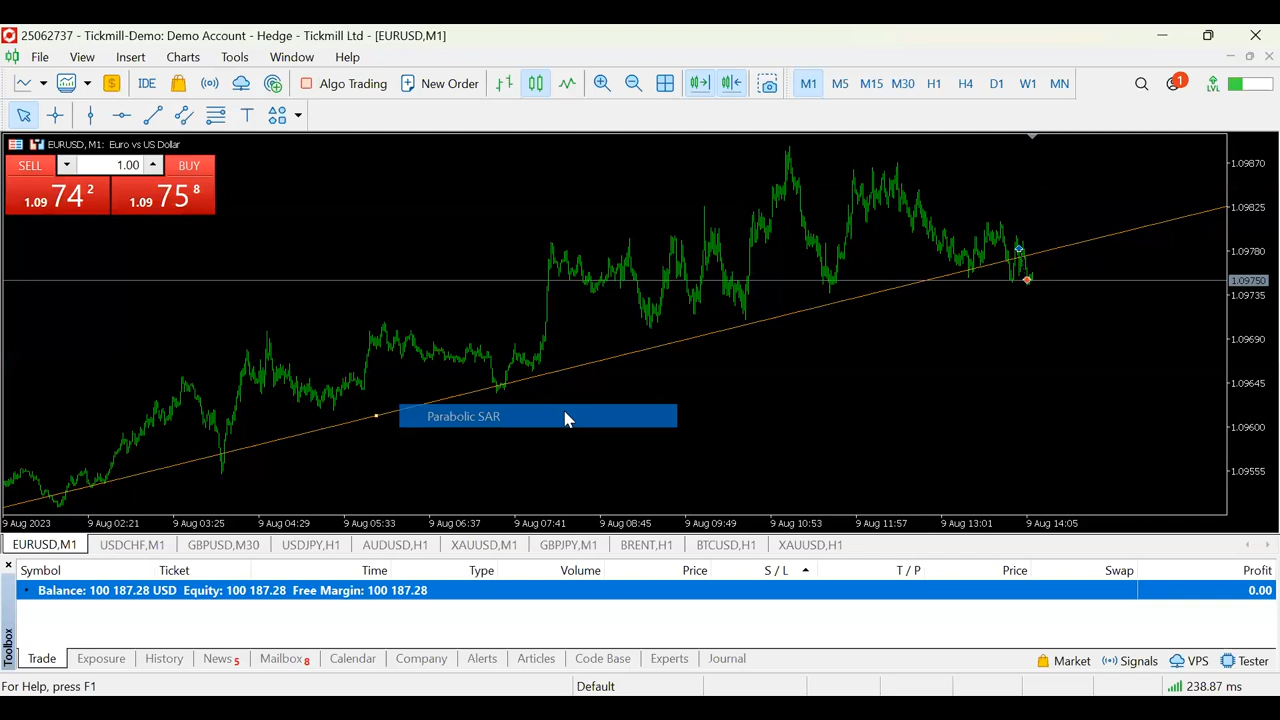 25062737 - Tickmill-Demo: Demo Account - Hedge - Tickmill Ltd - [EURUSD,M1]
File View Insert Charts Tools Window Help
IDE Algo Trading New Order M1 M5 M15 M30 H1 H4 D1 W1 MN 1 LVL
T
EURUSD, M1: Euro vs US Dollar
SELL 1.00 BUY
1.09 74 2 1.09 75 8
1.09870
1.09825
1.09780
1.09750
1.09735
1.09690
1.09645
1.09600
1.09555
Parabolic SAR
9 Aug 2023 9 Aug 02:21 9 Aug 03:25 9 Aug 04:29 9 Aug 05:33 9 Aug 06:37 9 Aug 07:41 9 Aug 08:45 9 Aug 09:49 9 Aug 10:53 9 Aug 11:57 9 Aug 13:01 9 Aug 14:05
EURUSD,M1 USDCHF,M1 GBPUSD,M30 USDJPY,H1 AUDUSD,H1 XAUUSD,M1 GBPJPY,M1 BRENT,H1 BTCUSD,H1 XAUUSD,H1
Symbol Ticket Time Type Volume Price S / L T / P Price Swap Profit
Balance: 100 187.28 USD Equity: 100 187.28 Free Margin: 100 187.28 0.00
Toolbox
Trade Exposure History News 5 Mailbox 8 Calendar Company Alerts Articles Code Base Experts Journal Market Signals VPS Tester
For Help, press F1 Default 238.87 ms